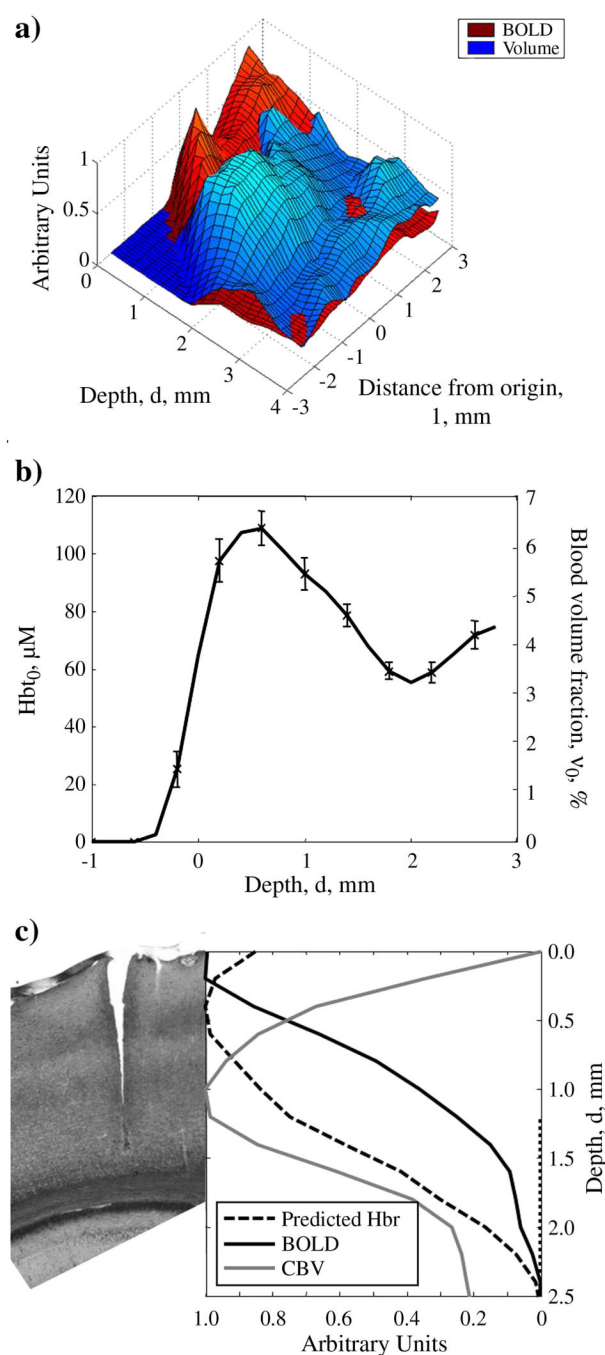 a)
BOLD
Volume
Arbitrary Units
1
0.5
0
0
1
2
3
4
Depth, d, mm
-3
-2
-1
0
1
2
3
Distance from origin,
1, mm
b)
Hbt0, μM
120
100
80
60
40
20
0
-1
0
1
2
3
Depth, d, mm
7
6
5
4
3
2
1
0
Blood volume fraction, v0, %
c)
0.0
0.5
1.0
1.5
2.0
2.5
Depth, d, mm
Predicted Hbr
BOLD
CBV
1.0
0.8
0.6
0.4
0.2
0
Arbitrary Units